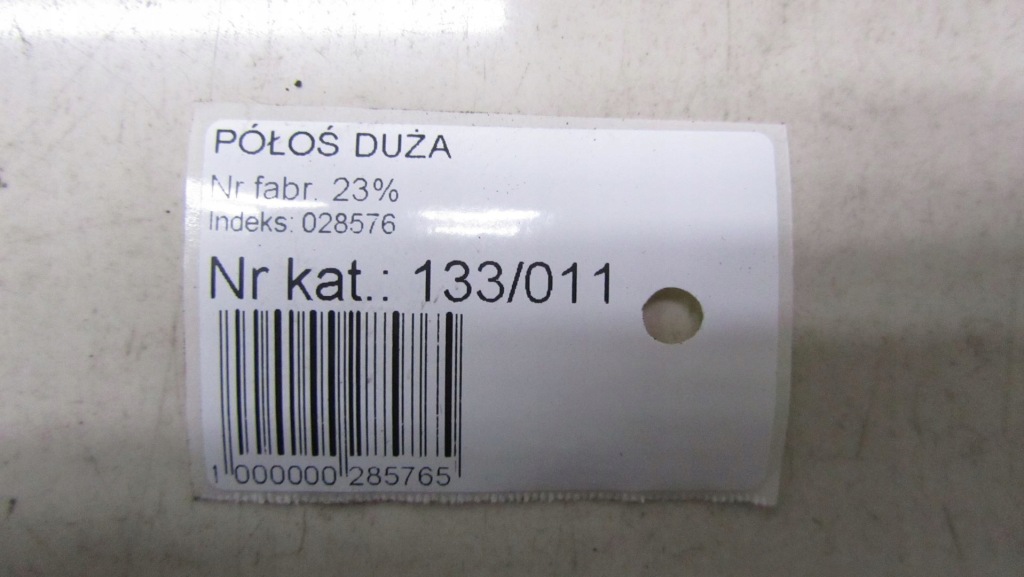 PÓŁOŚ DUŻA
Nr fabr. 23%
Indeks: 028576
Nr kat.: 133/011
1 000000 285765